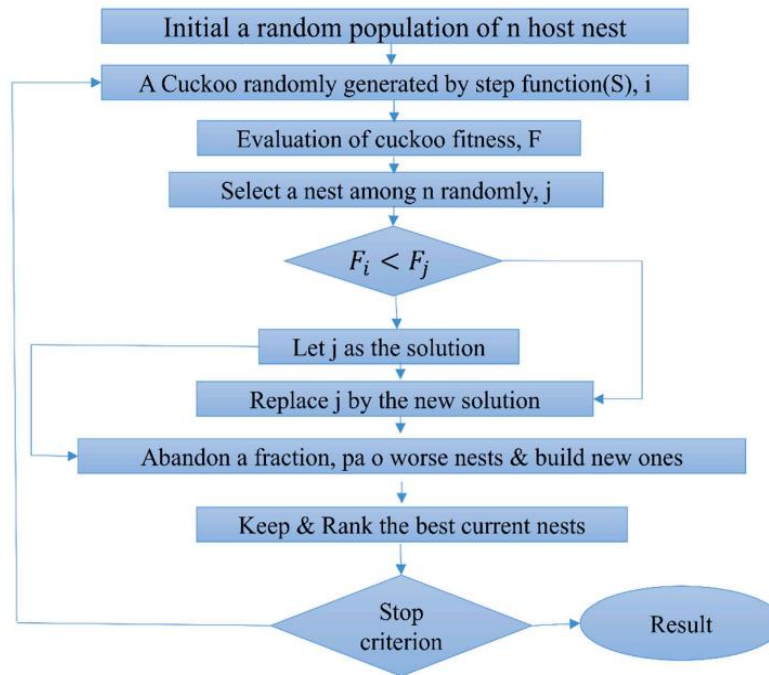 Initial a random population of n host nest
A Cuckoo randomly generated by step function(S), i
Evaluation of cuckoo fitness, F
Select a nest among n randomly, j
F_i < F_j
Let j as the solution
Replace j by the new solution
Abandon a fraction, pa o worse nests & build new ones
Keep & Rank the best current nests
Stop
criterion
Result